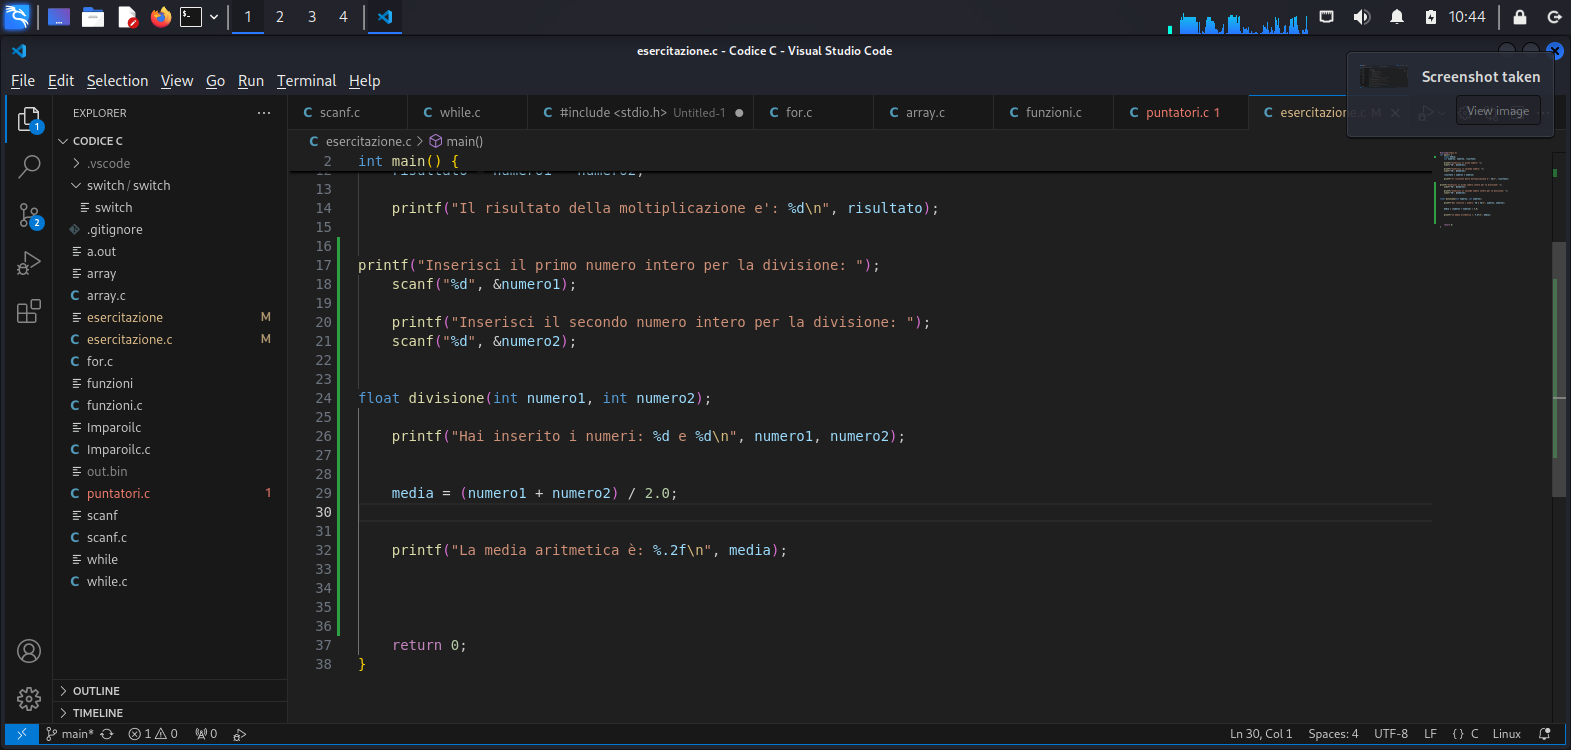 1 2 3 4 10:44
esercitazione.c - Codice C - Visual Studio Code
File Edit Selection View Go Run Terminal Help
Screenshot taken
View image
EXPLORER
scanf.c while.c #include <stdio.h> Untitled-1 for.c array.c funzioni.c puntatori.c 1 esercitazione.c M
esercitazione.c > main()
CODICE C
.vscode
switch / switch
switch
.gitignore
a.out
array
array.c
esercitazione M
esercitazione.c M
for.c
funzioni
funzioni.c
Imparoilc
Imparoilc.c
out.bin
puntatori.c 1
scanf
scanf.c
while
while.c
OUTLINE
TIMELINE
1
2
2 int main() {
12 risultato numero1 numero2;
13
14 printf("Il risultato della moltiplicazione e': %d\n", risultato);
15
16
17 printf("Inserisci il primo numero intero per la divisione: ");
18 scanf("%d", &numero1);
19
20 printf("Inserisci il secondo numero intero per la divisione: ");
21 scanf("%d", &numero2);
22
23
24 float divisione(int numero1, int numero2);
25
26 printf("Hai inserito i numeri: %d e %d\n", numero1, numero2);
27
28
29 media = (numero1 + numero2) / 2.0;
30
31
32 printf("La media aritmetica è: %.2f\n", media);
33
34
35
36
37 return 0;
38 }
main* 1 0 0 Ln 30, Col 1 Spaces: 4 UTF-8 LF {} C Linux